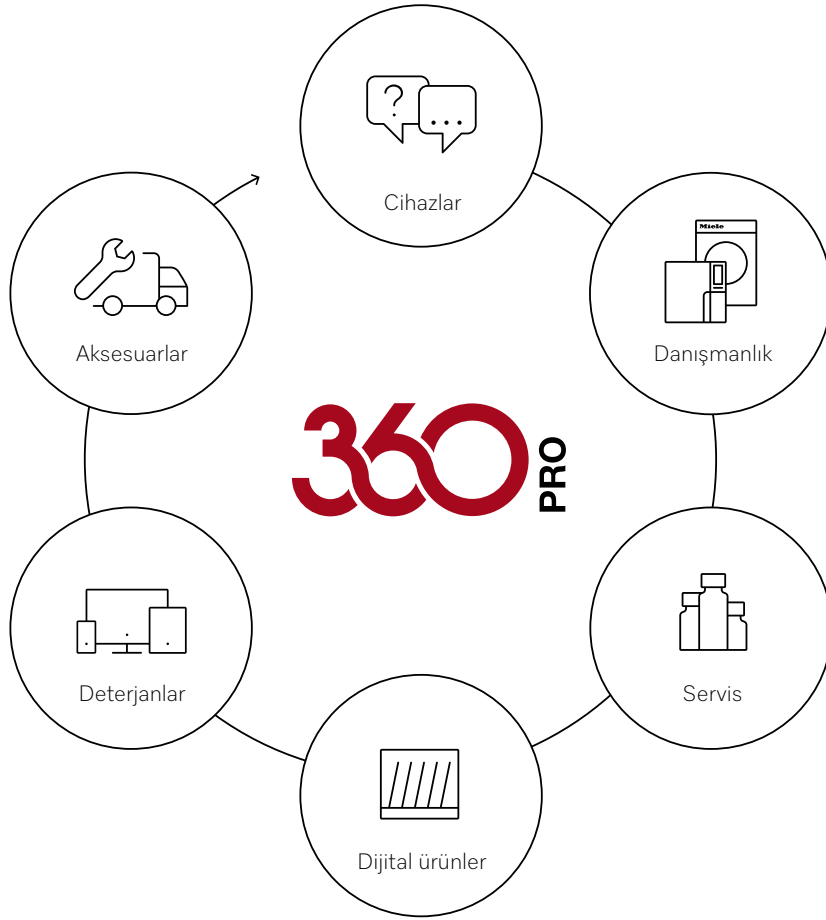 ?
...
Cihazlar
Miele
Danışmanlık
Aksesuarlar
360 PRO
Deterjanlar
Servis
Dijital ürünler